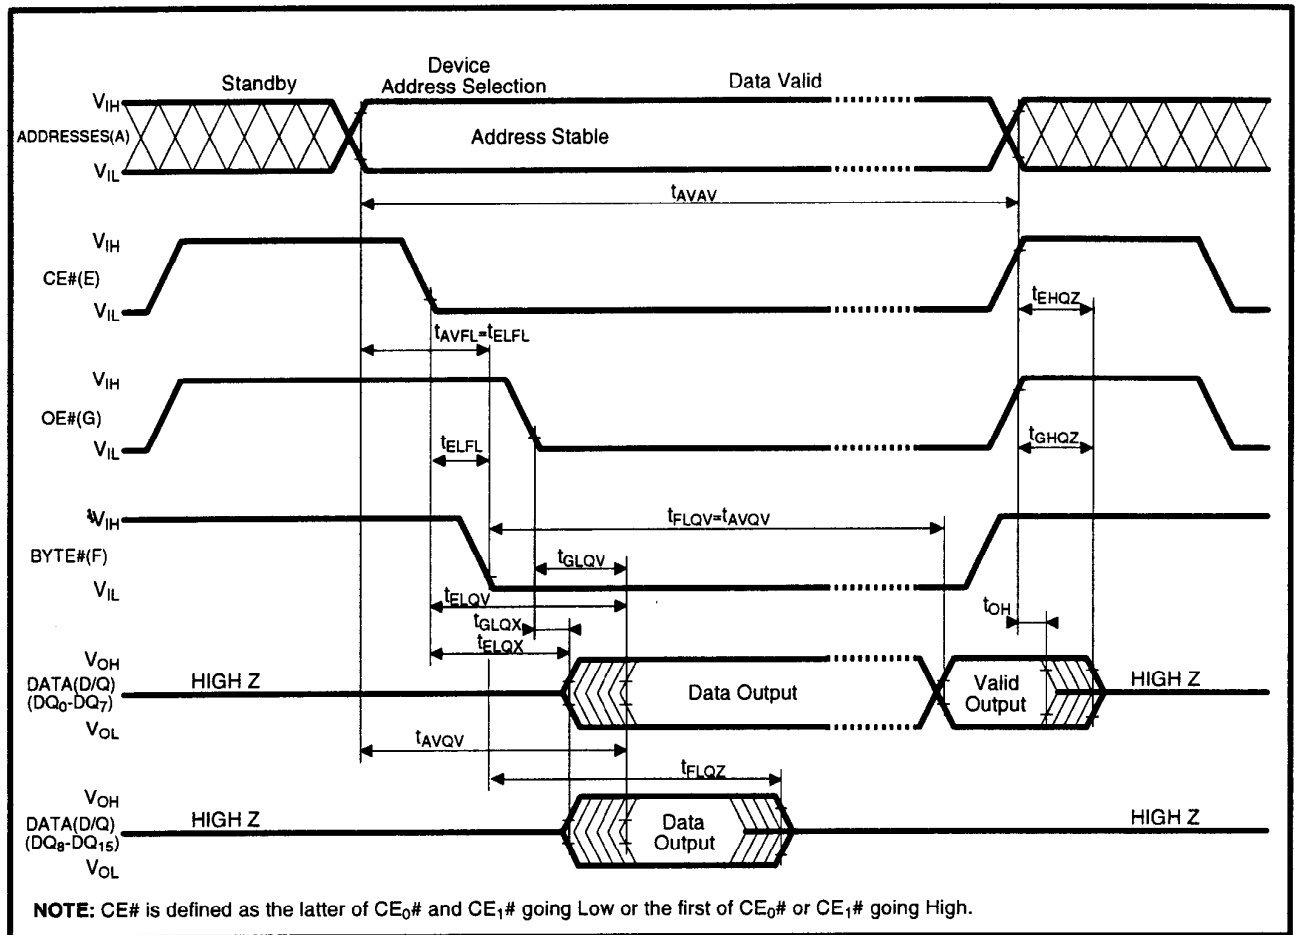 Standby
Device
Address Selection
Data Valid
VIH
ADDRESSES(A)
Address Stable
VIL
tAVAV
VIH
CE#(E)
VIL
tEHQZ
tAVFL=tELFL
VIH
OE#(G)
VIL
tELFL
tGHQZ
VIH
tFLQV=tAVQV
BYTE#(F)
tGLQV
VIL
tELQV
tOH
tGLQX
tELQX
VOH
DATA(D/Q)
(DQ0-DQ7)
HIGH Z
Data Output
Valid
Output
HIGH Z
VOL
tAVQV
tFLQZ
VOH
DATA(D/Q)
(DQ8-DQ15)
HIGH Z
Data
Output
HIGH Z
VOL
NOTE: CE# is defined as the latter of CE0# and CE1# going Low or the first of CE0# or CE1# going High.